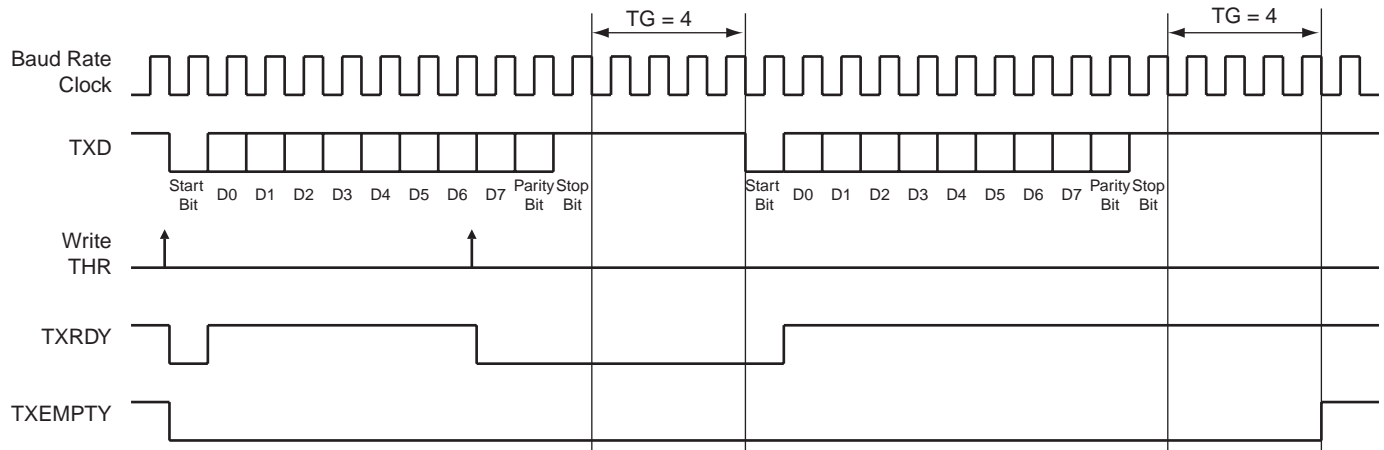 TG = 4
TG = 4
Baud Rate
Clock
TXD
Start
Bit
D0
D1
D2
D3
D4
D5
D6
D7
Parity
Bit
Stop
Bit
Start
Bit
D0
D1
D2
D3
D4
D5
D6
D7
Parity
Bit
Stop
Bit
Write
THR
TXRDY
TXEMPTY